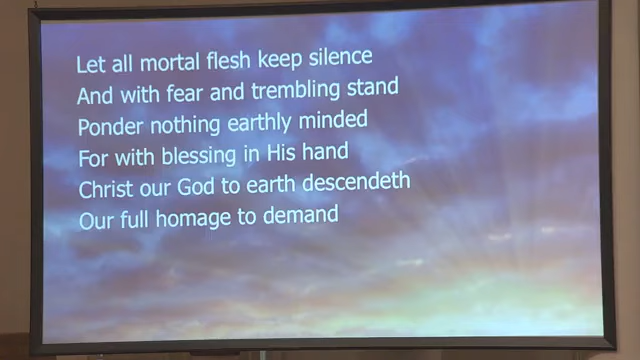 Let all mortal flesh keep silence
And with fear and trembling stand
Ponder nothing earthly minded
For with blessing in His hand
Christ our God to earth descendeth
Our full homage to demand